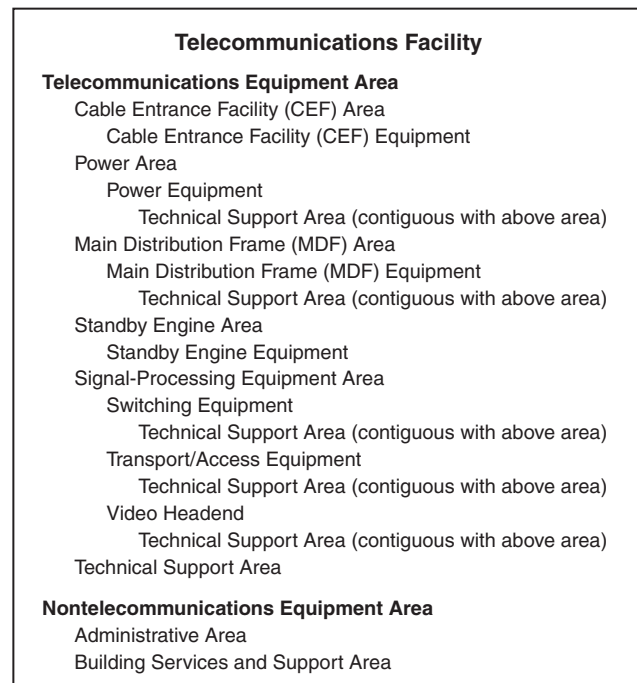 Telecommunications Facility
Telecommunications Equipment Area
Cable Entrance Facility (CEF) Area
Cable Entrance Facility (CEF) Equipment
Power Area
Power Equipment
Technical Support Area (contiguous with above area)
Main Distribution Frame (MDF) Area
Main Distribution Frame (MDF) Equipment
Technical Support Area (contiguous with above area)
Standby Engine Area
Standby Engine Equipment
Signal-Processing Equipment Area
Switching Equipment
Technical Support Area (contiguous with above area)
Transport/Access Equipment
Technical Support Area (contiguous with above area)
Video Headend
Technical Support Area (contiguous with above area)
Technical Support Area
Nontelecommunications Equipment Area
Administrative Area
Building Services and Support Area